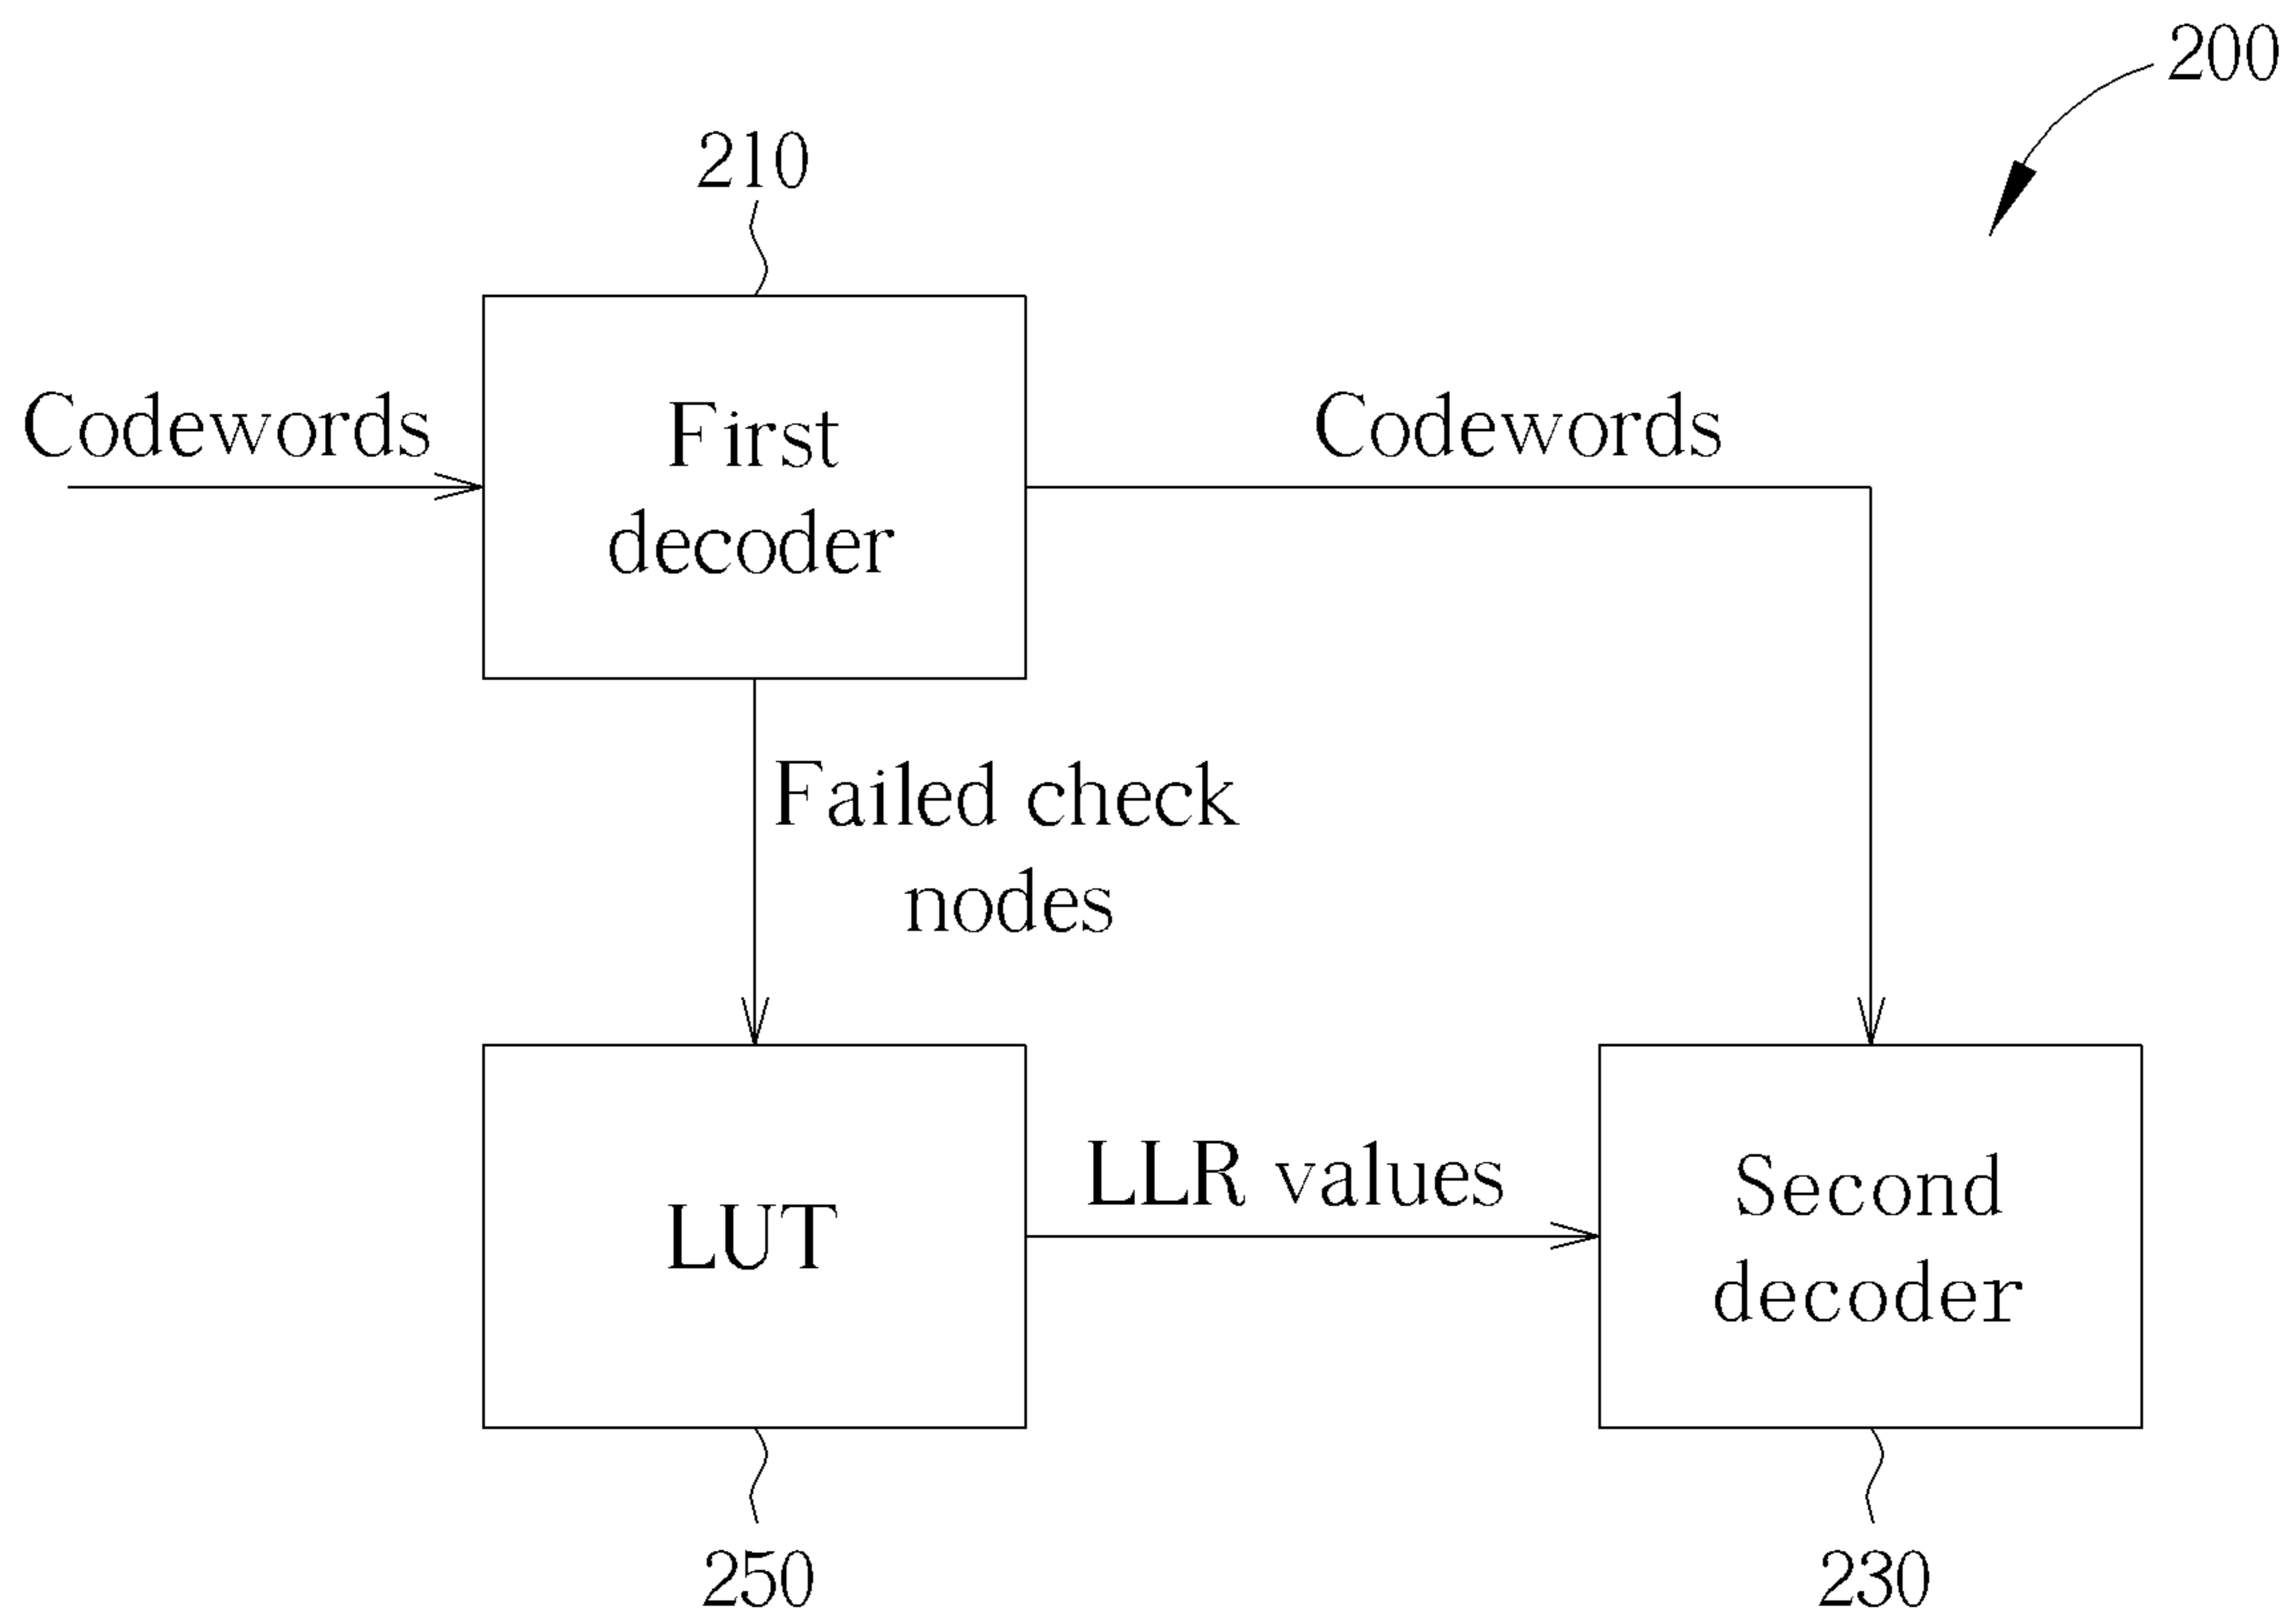 200
210
Codewords
First
decoder
Codewords
Failed check
nodes
LUT
LLR values
Second
decoder
250
230